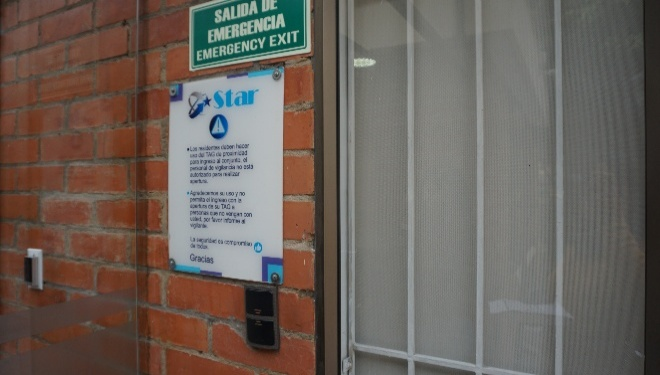 SALIDA DE
EMERGENCIA
EMERGENCY EXIT
Star
Los residentes deben hacer
uso del TAG de proximidad
para ingreso al conjunto, el
personal de vigilancia no está
autorizado para realizar
apertura.
Agradecemos su uso y no
permita el ingreso con la
apertura de su TAG a
personas que no vengan con
usted, por favor informe al
vigilante.
La seguridad es compromiso
de todos.
Gracias